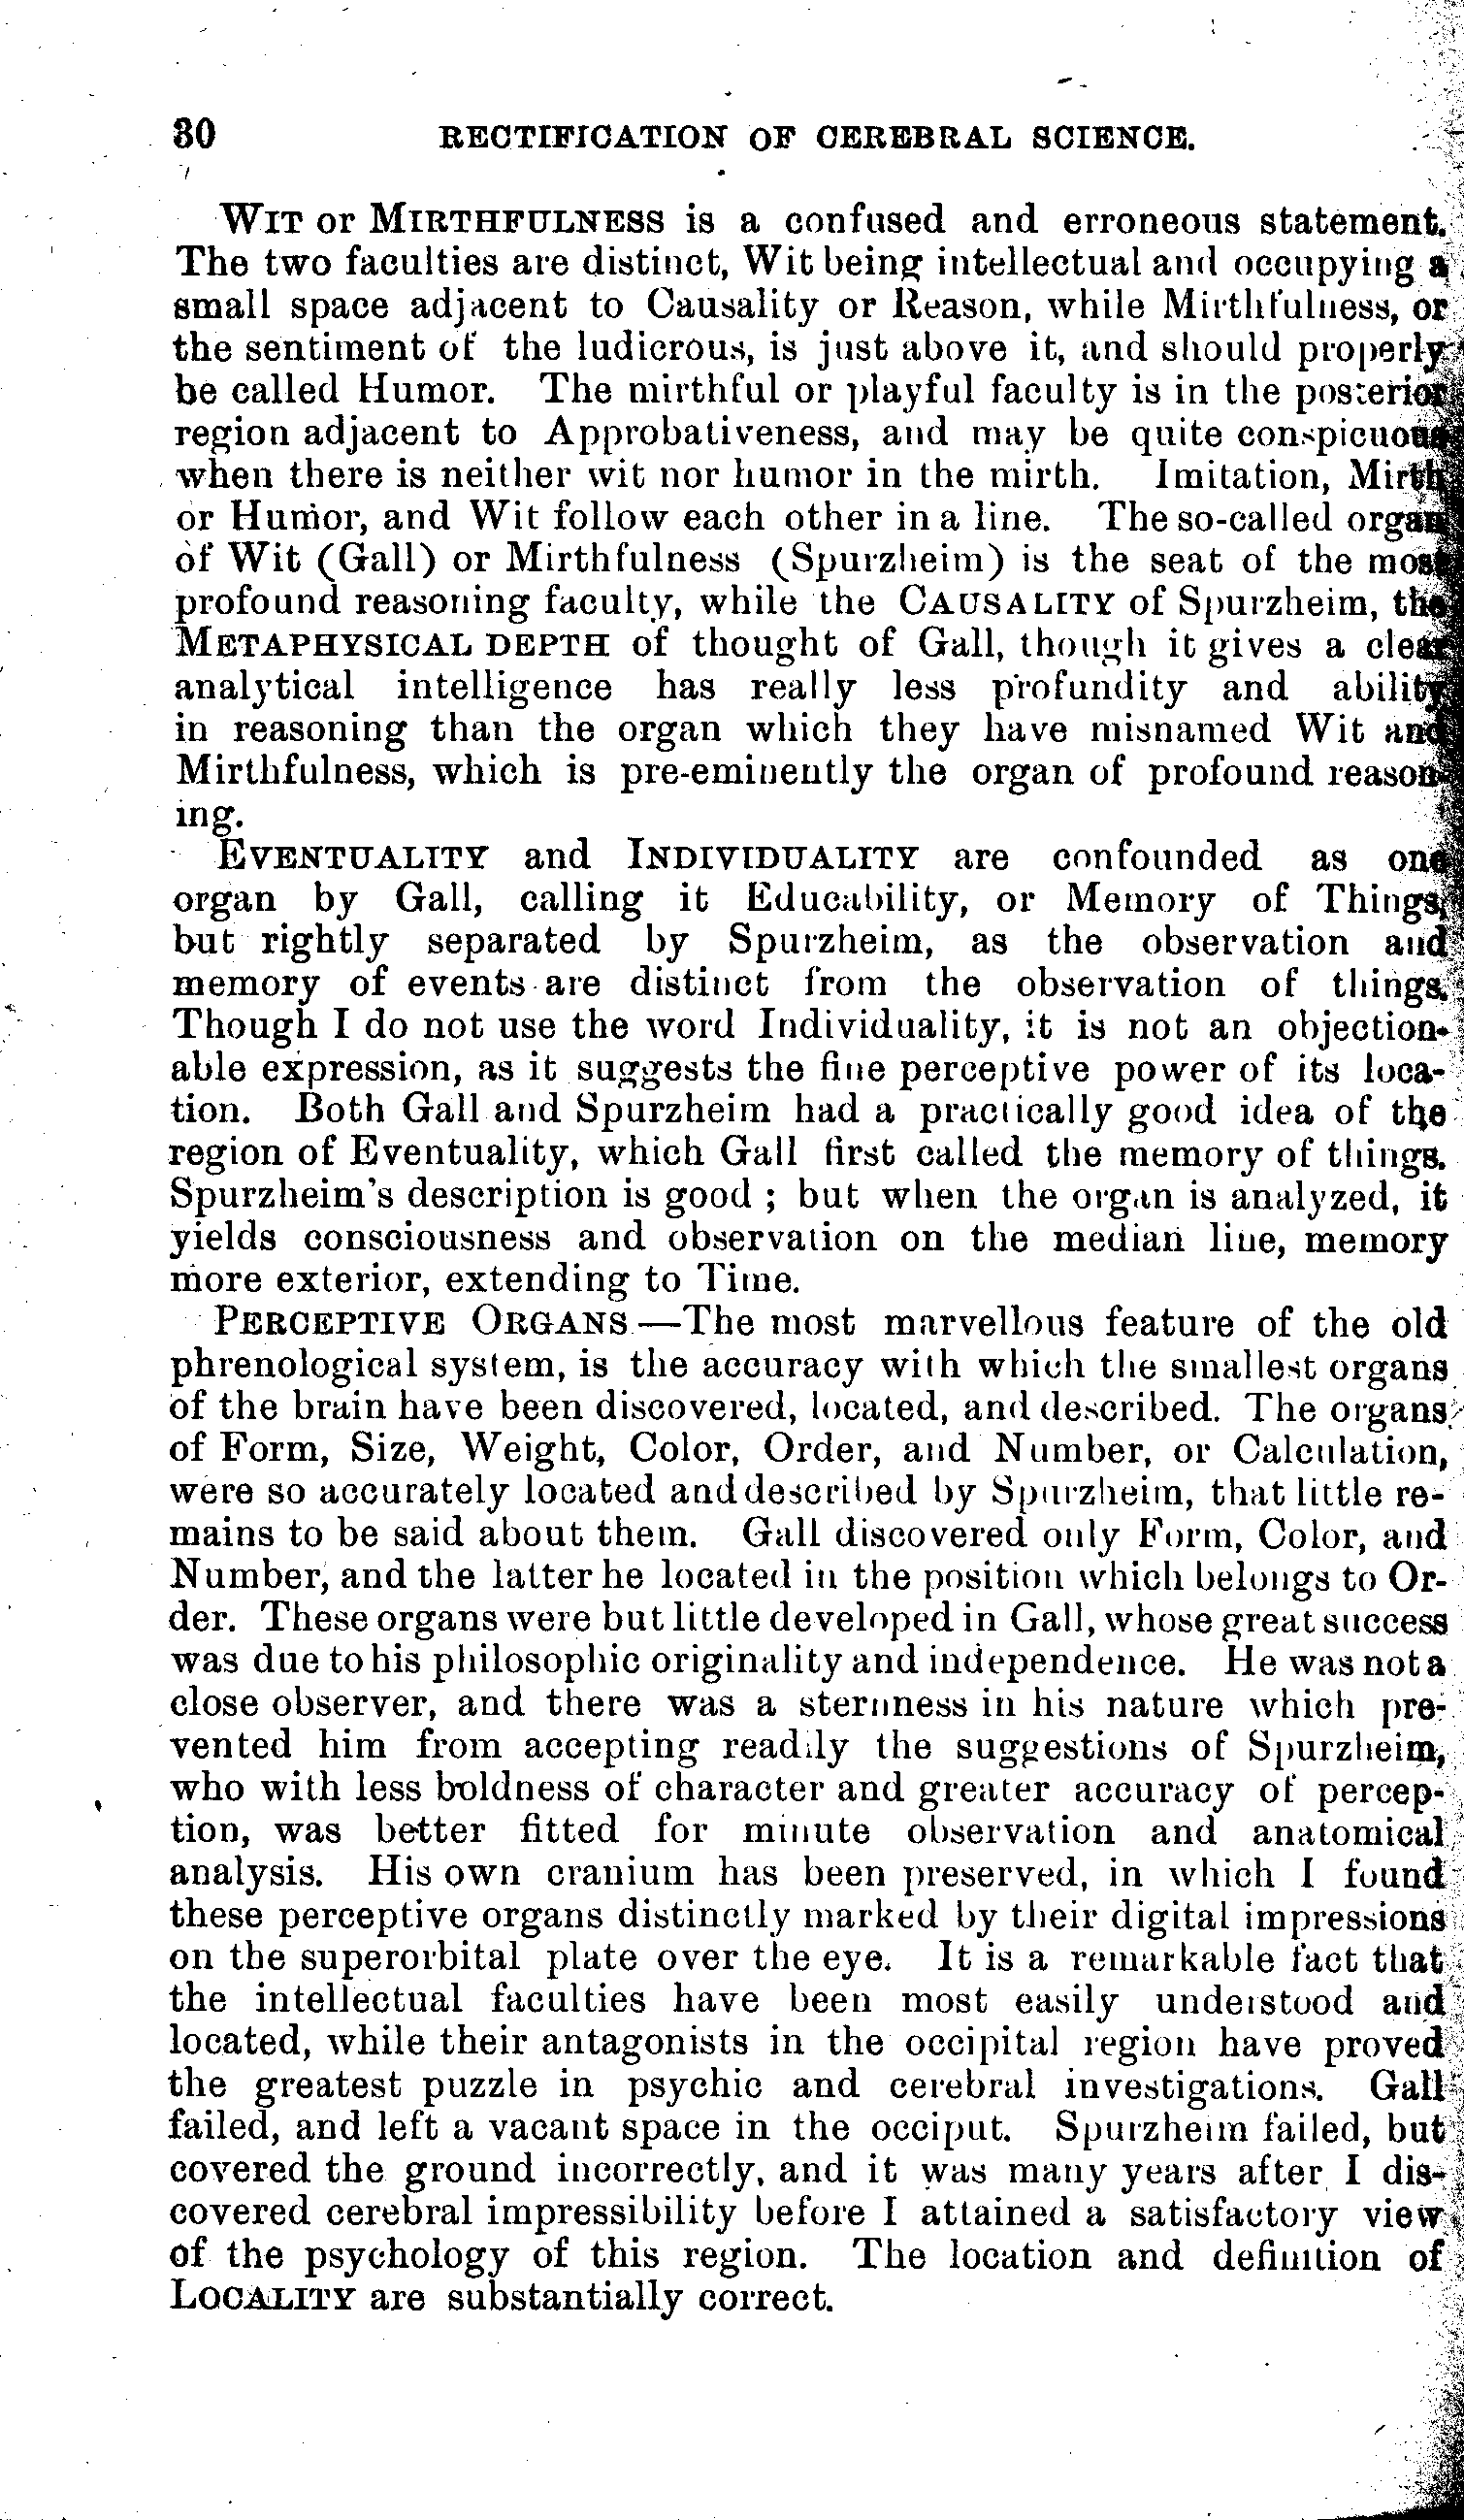 30 RECTIFICATION OF CEREBRAL SCIENCE.
WIT or MIRTHFULNESS is a confused and erroneous statement.
The two faculties are distinct, Wit being intellectual and occupying a
small space adjacent to Causality or Reason, while Mirthfulness, or
the sentiment of the ludicrous, is just above it, and should properly
be called Humor. The mirthful or playful faculty is in the posterior
region adjacent to Approbativeness, and may be quite conspicuous
when there is neither wit nor humor in the mirth. Imitation, Mirth
or Humor, and Wit follow each other in a line. The so-called organ
of Wit (Gall) or Mirthfulness (Spurzheim) is the seat of the most
profound reasoning faculty, while the CAUSALITY of Spurzheim, the
METAPHYSICAL DEPTH of thought of Gall, though it gives a clear
analytical intelligence has really less profundity and ability
in reasoning than the organ which they have misnamed Wit and
Mirthfulness, which is pre-eminently the organ of profound reason-
ing.
EVENTUALITY and INDIVIDUALITY are confounded as one
organ by Gall, calling it Educability, or Memory of Things,
but rightly separated by Spurzheim, as the observation and
memory of events are distinct from the observation of things.
Though I do not use the word Individuality, it is not an objection-
able expression, as it suggests the fine perceptive power of its loca-
tion. Both Gall and Spurzheim had a practically good idea of the
region of Eventuality, which Gall first called the memory of things.
Spurzheim's description is good ; but when the organ is analyzed, it
yields consciousness and observation on the median line, memory
more exterior, extending to Time.
PERCEPTIVE ORGANS.—The most marvellous feature of the old
phrenological system, is the accuracy with which the smallest organs
of the brain have been discovered, located, and described. The organs
of Form, Size, Weight, Color, Order, and Number, or Calculation,
were so accurately located and described by Spurzheim, that little re-
mains to be said about them. Gall discovered only Form, Color, and
Number, and the latter he located in the position which belongs to Or-
der. These organs were but little developed in Gall, whose great success
was due to his philosophic originality and independence. He was not a
close observer, and there was a sternness in his nature which pre-
vented him from accepting readily the suggestions of Spurzheim,
who with less boldness of character and greater accuracy of percep-
tion, was better fitted for minute observation and anatomical
analysis. His own cranium has been preserved, in which I found
these perceptive organs distinctly marked by their digital impressions
on the superorbital plate over the eye. It is a remarkable fact that
the intellectual faculties have been most easily understood and
located, while their antagonists in the occipital region have proved
the greatest puzzle in psychic and cerebral investigations. Gall
failed, and left a vacant space in the occiput. Spurzheim failed, but
covered the ground incorrectly, and it was many years after I dis-
covered cerebral impressibility before I attained a satisfactory view
of the psychology of this region. The location and definition of
LOCALITY are substantially correct.